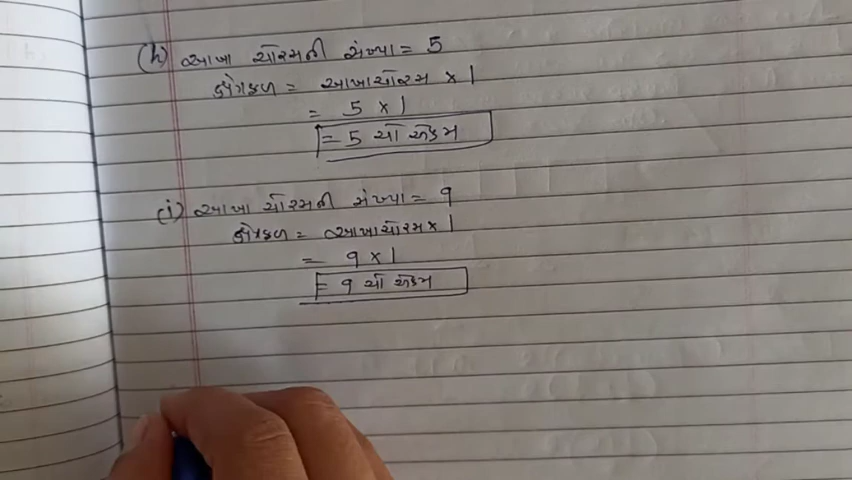 (h) આખા ચોરસની સંખ્યા = 5
ક્ષેત્રફળ = આખાચોરસ × 1
= 5 × 1
= 5 ચો એકમ
(i) આખા ચોરસની સંખ્યા = 9
ક્ષેત્રફળ = આખાચોરસ × 1
= 9 × 1
= 9 ચો એકમ